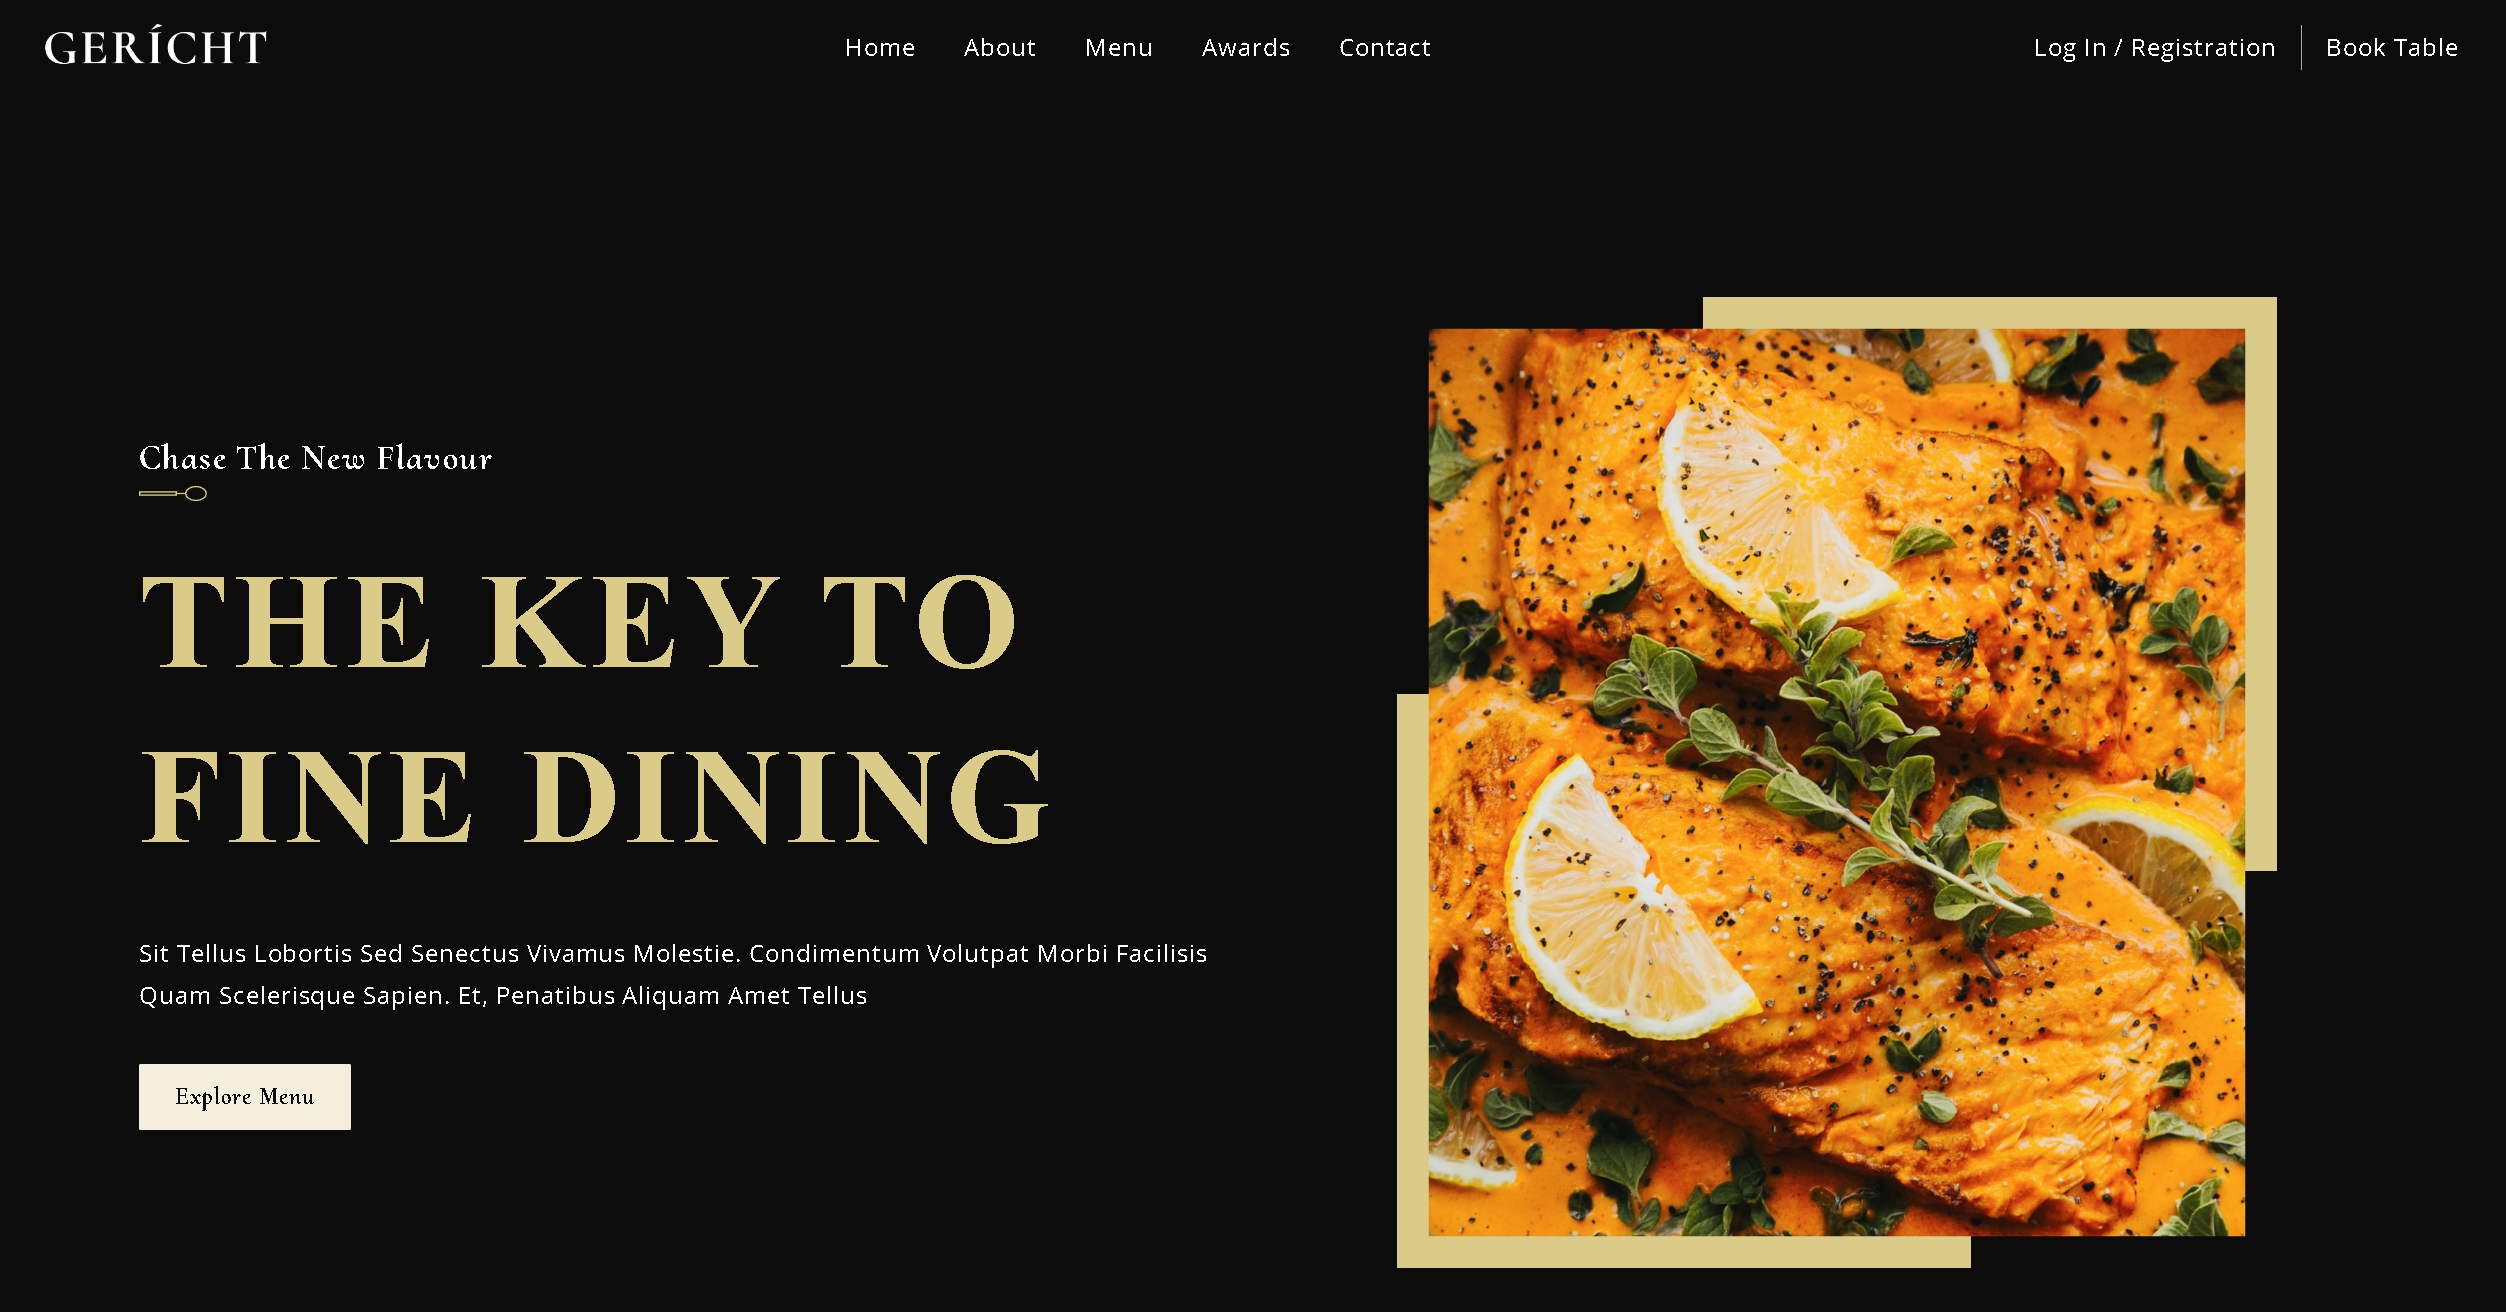 GERÍCHT
Home About Menu Awards Contact
Log In / Registration Book Table
Chase The New Flavour
THE KEY TO
FINE DINING
Sit Tellus Lobortis Sed Senectus Vivamus Molestie. Condimentum Volutpat Morbi Facilisis
Quam Scelerisque Sapien. Et, Penatibus Aliquam Amet Tellus
Explore Menu